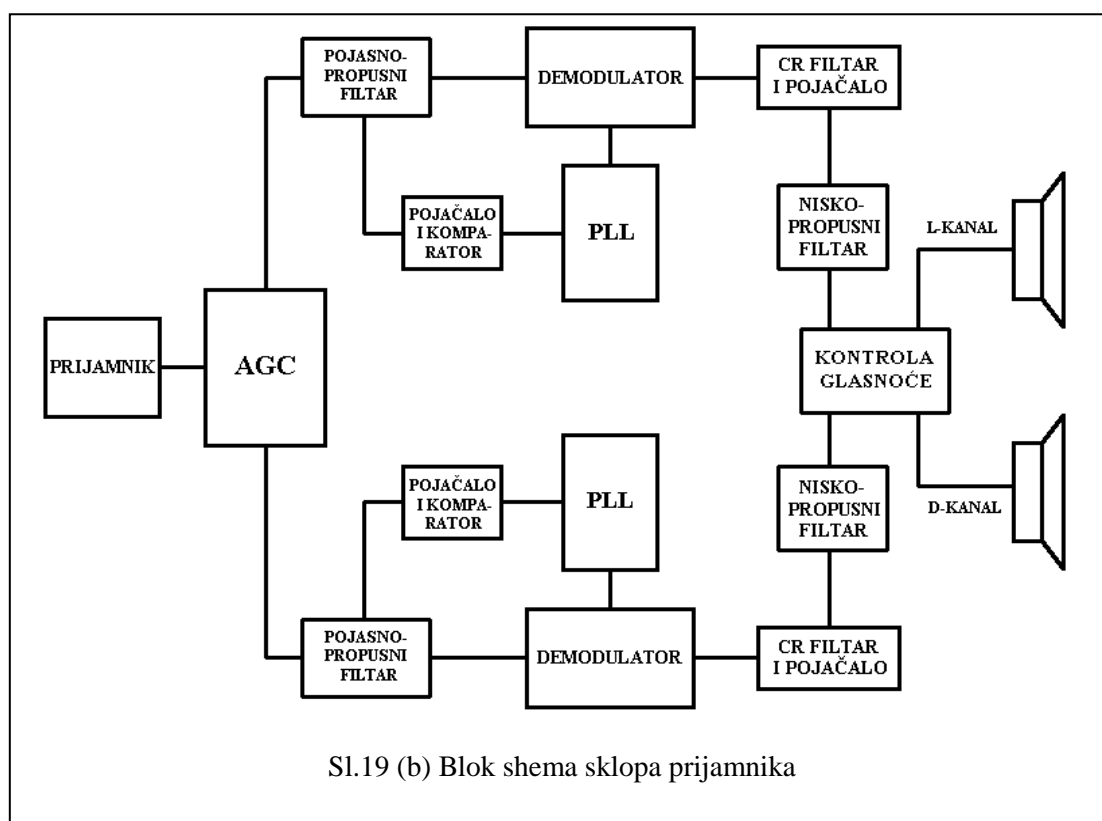 POJASNO-
PROPUSNI
FILTAR
DEMODULATOR
CR FILTAR
I POJAČALO
POJAČALO
I KOMPA-
RATOR
PLL
NISKO-
PROPUSNI
FILTAR
L-KANAL
PRIJAMNIK
AGC
KONTROLA
GLASNOĆE
POJAČALO
I KOMPA-
RATOR
PLL
NISKO-
PROPUSNI
FILTAR
D-KANAL
POJASNO-
PROPUSNI
FILTAR
DEMODULATOR
CR FILTAR
I POJAČALO
Sl.19 (b) Blok shema sklopa prijamnika